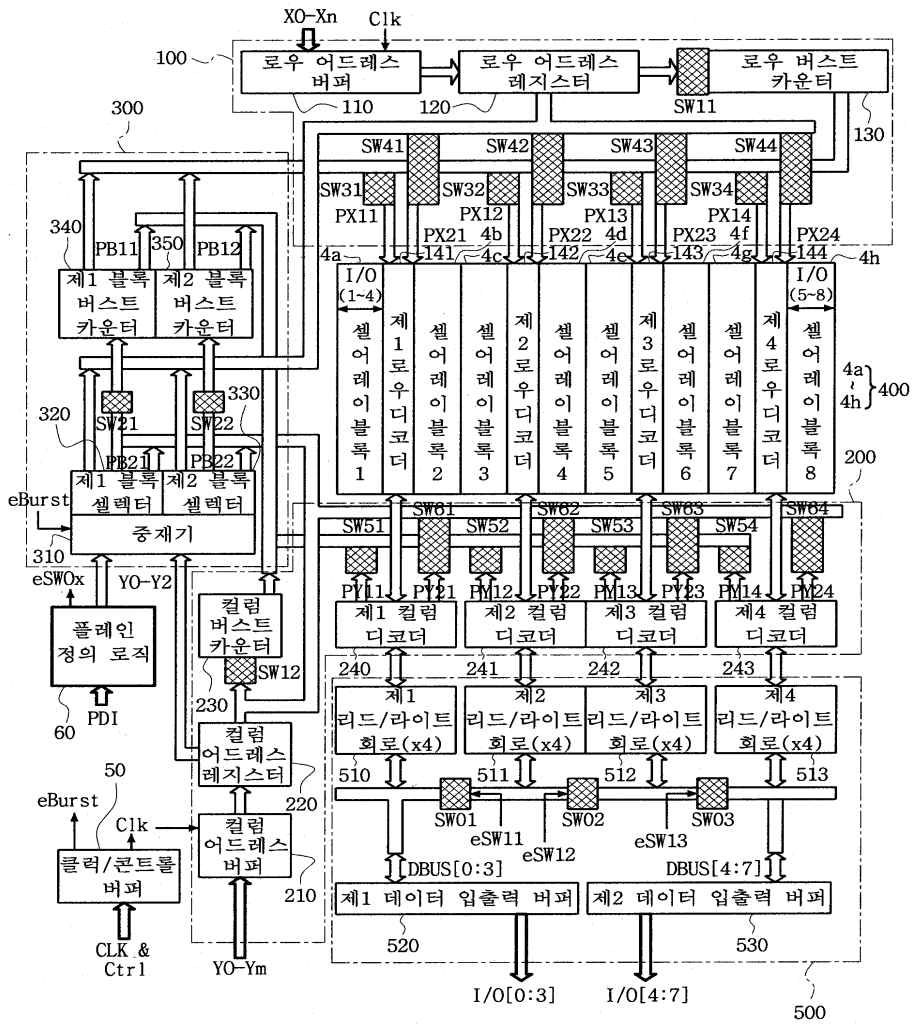 XO-Xn
Clk
100
로우 어드레스
버퍼
110
로우 어드레스
레지스터
120
SW11
로우 버스트
카운터
130
300
SW41
SW42
SW43
SW44
SW31
SW32
SW33
SW34
PX11
PX12
PX13
PX14
PX21
PX22
PX23
PX24
340
PB11
350
PB12
제1 블록
버스트
카운터
제2 블록
버스트
카운터
4a
141
4b
4c
142
4d
4e
143
4f
4g
144
4h
I/O
(1~4)
I/O
(5~8)
셀어레이블록1
제1로우디코더
셀어레이블록2
셀어레이블록3
제2로우디코더
셀어레이블록4
셀어레이블록5
제3로우디코더
셀어레이블록6
셀어레이블록7
제4로우디코더
셀어레이블록8
4a
~
4h
400
SW21
SW22
320
330
PB21
PB22
제1 블록
셀렉터
제2 블록
셀렉터
eBurst
중재기
310
200
SW51
SW61
SW52
SW62
SW53
SW63
SW54
SW64
PY11
PY21
PM12
PY22
PM13
PY23
PM14
PY24
eSWOx
YO-Y2
플레인
정의 로직
60
PDI
컬럼
버스트
카운터
230
SW12
제1 컬럼
디코더
240
제2 컬럼
디코더
241
제3 컬럼
디코더
242
제4 컬럼
디코더
243
제1
리드/라이트
회로(x4)
510
제2
리드/라이트
회로(x4)
511
제3
리드/라이트
회로(x4)
512
제4
리드/라이트
회로(x4)
513
컬럼
어드레스
레지스터
220
50
eBurst
Clk
클럭/콘트롤
버퍼
CLK &
Ctrl
컬럼
어드레스
버퍼
210
YO-Ym
SW01
SW02
SW03
eSW11
eSW12
eSW13
DBUS[0:3]
DBUS[4:7]
제1 데이터 입출력 버퍼
제2 데이터 입출력 버퍼
520
530
I/O[0:3]
I/O[4:7]
500